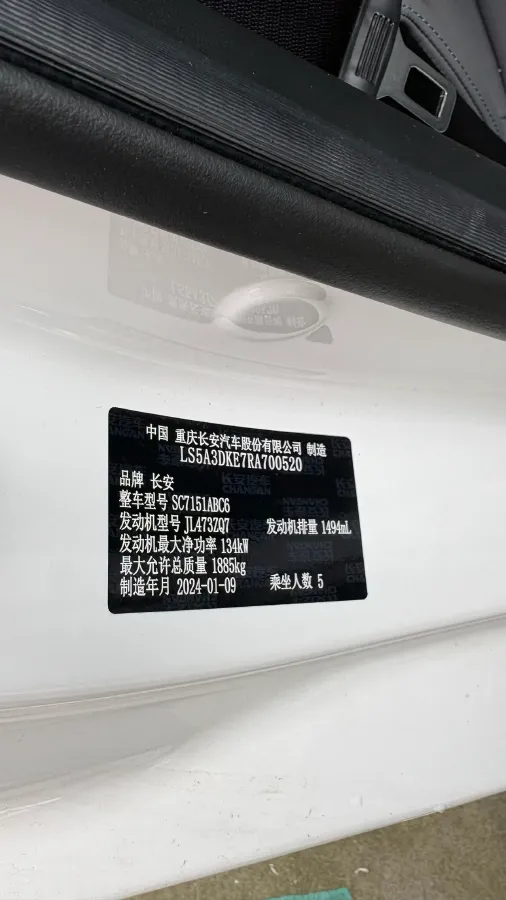 中国 重庆长安汽车股份有限公司 制造
LS5A3DKE7RA700520
品牌 长安
整车型号 SC7151ABC6
发动机型号 JL473ZQ7 发动机排量 1494mL
发动机最大净功率 134kW
最大允许总质量 1885kg
制造年月 2024-01-09 乘坐人数 5